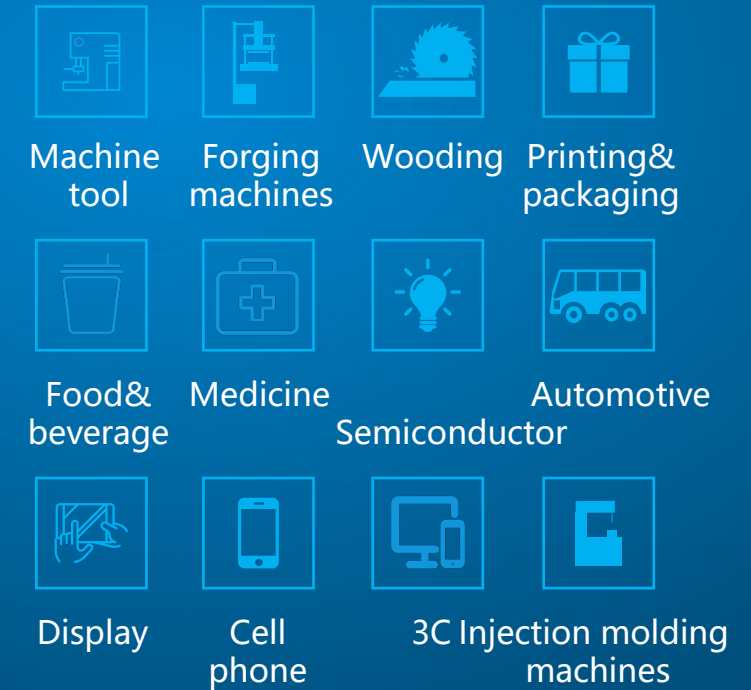 Machine
tool
Forging
machines
Wooding
Printing&
packaging
Food&
beverage
Medicine
Semiconductor
Automotive
Display
Cell
phone
3C
Injection molding
machines